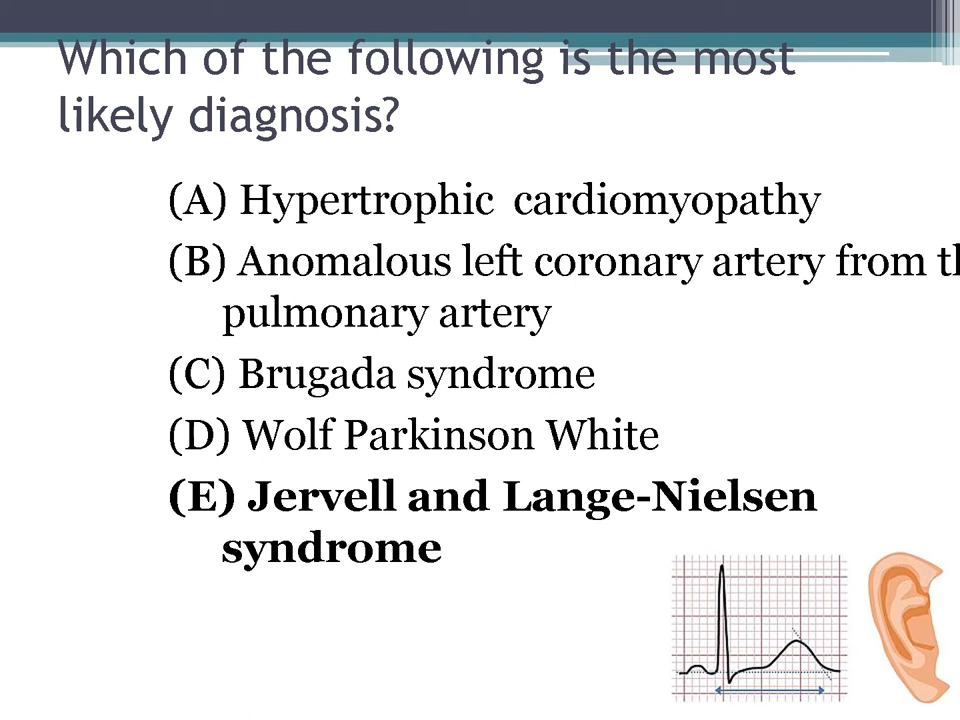 Which of the following is the most
likely diagnosis?
(A) Hypertrophic cardiomyopathy
(B) Anomalous left coronary artery from
pulmonary artery
(C) Brugada syndrome
(D) Wolf Parkinson White
(E) Jervell and Lange-Nielsen
syndrome